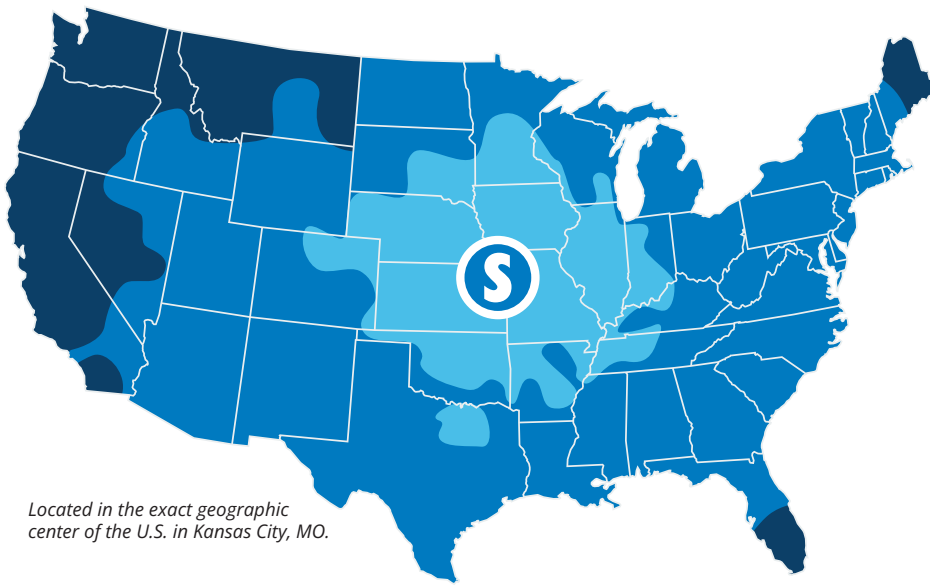 S
Located in the exact geographic
center of the U.S. in Kansas City, MO.